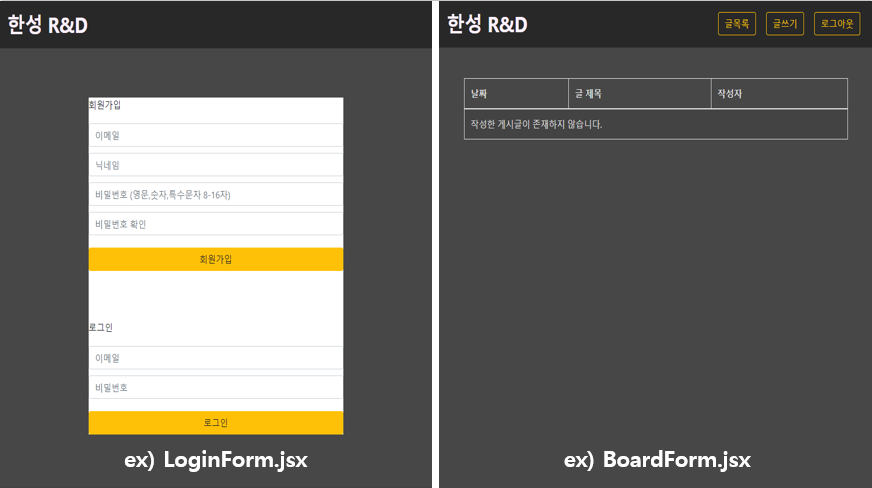 한성 R&D
회원가입
이메일
닉네임
비밀번호 (영문,숫자,특수문자 8-16자)
비밀번호 확인
회원가입
로그인
이메일
비밀번호
로그인
ex) LoginForm.jsx
한성 R&D
글목록 글쓰기 로그아웃
날짜 글 제목 작성자
작성한 게시글이 존재하지 않습니다.
ex) BoardForm.jsx